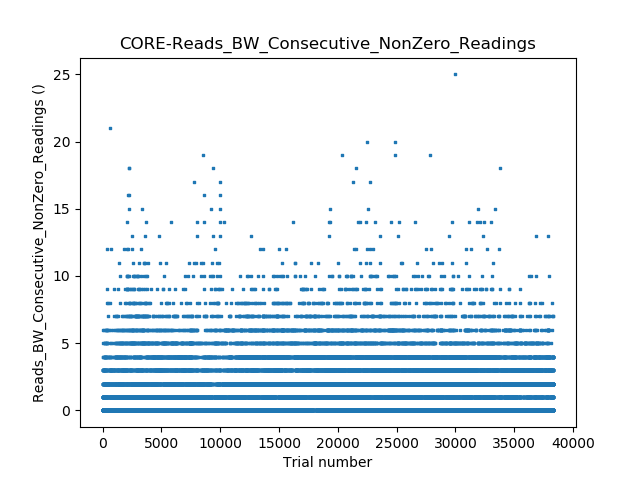 CORE-Reads_BW_Consecutive_NonZero_Readings
Reads_BW_Consecutive_NonZero_Readings ()
25
20
15
10
5
0
0 5000 10000 15000 20000 25000 30000 35000 40000
Trial number